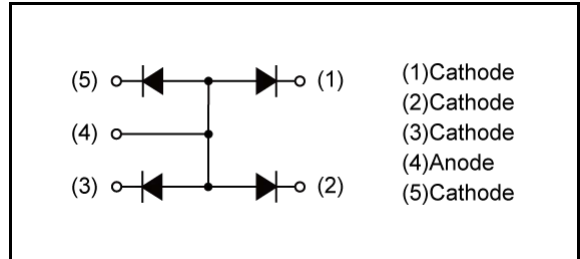 (5) (1)
(4)
(3) (2)
(1)Cathode
(2)Cathode
(3)Cathode
(4)Anode
(5)Cathode